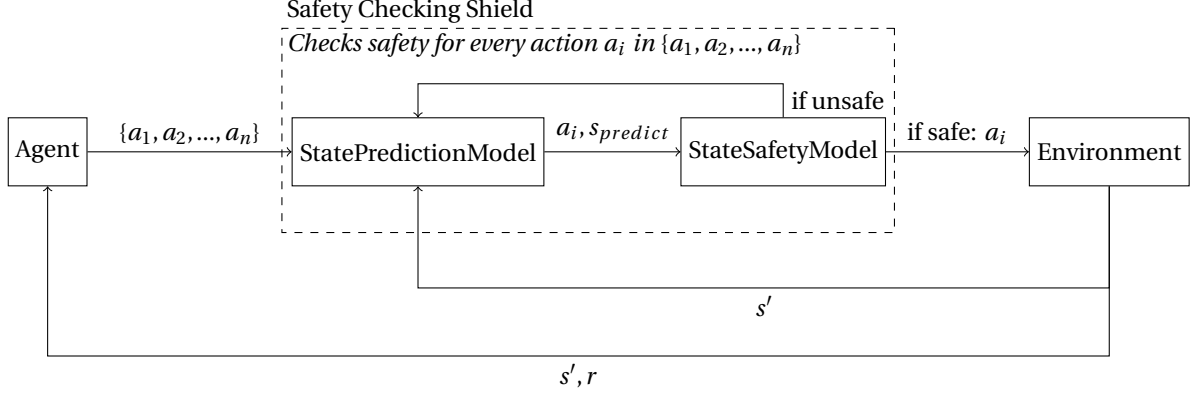 Safety Checking Shield
Checks safety for every action a_i in {a_1, a_2, ..., a_n}
if unsafe
{a_1, a_2, ..., a_n}
a_i, s_predict
if safe: a_i
Agent
StatePredictionModel
StateSafetyModel
Environment
s′
s′, r